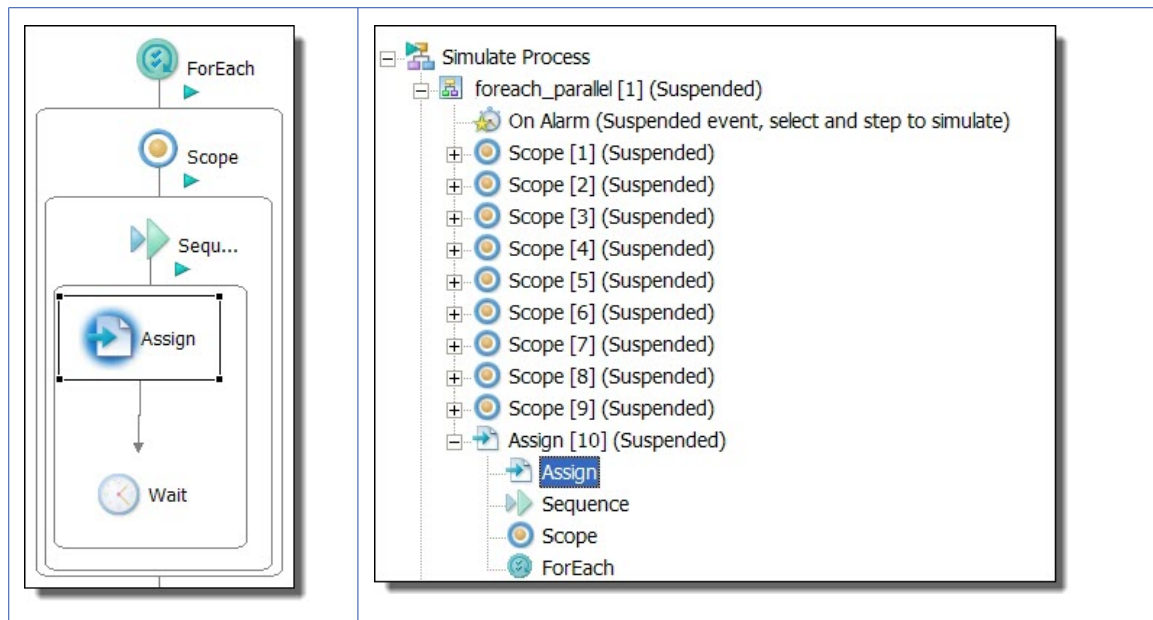 ForEach
Scope
Sequ...
Assign
Wait
Simulate Process
foreach_parallel [1] (Suspended)
On Alarm (Suspended event, select and step to simulate)
Scope [1] (Suspended)
Scope [2] (Suspended)
Scope [3] (Suspended)
Scope [4] (Suspended)
Scope [5] (Suspended)
Scope [6] (Suspended)
Scope [7] (Suspended)
Scope [8] (Suspended)
Scope [9] (Suspended)
Assign [10] (Suspended)
Assign
Sequence
Scope
ForEach